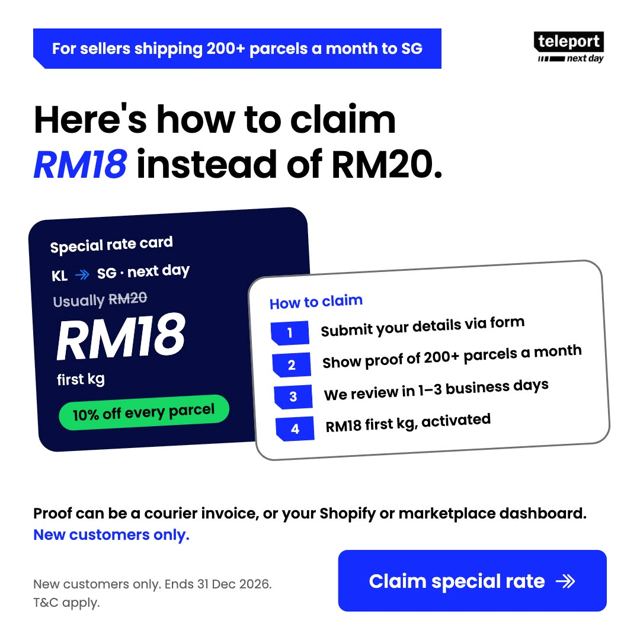 For sellers shipping 200+ parcels a month to SG
teleport
next day
Here's how to claim
RM18 instead of RM20.
Special rate card
KL → SG · next day
Usually RM20
RM18
first kg
10% off every parcel
How to claim
1 Submit your details via form
2 Show proof of 200+ parcels a month
3 We review in 1–3 business days
4 RM18 first kg, activated
Proof can be a courier invoice, or your Shopify or marketplace dashboard.
New customers only.
New customers only. Ends 31 Dec 2026.
T&C apply.
Claim special rate →